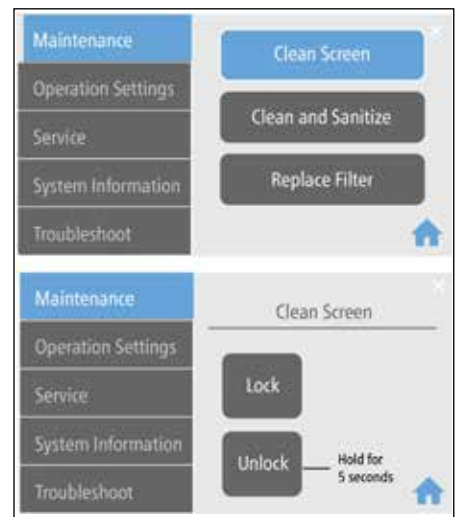 Maintenance
Operation Settings
Service
System Information
Troubleshoot
Clean Screen
Clean and Sanitize
Replace Filter
Maintenance
Operation Settings
Service
System Information
Troubleshoot
Clean Screen
Lock
Unlock
Hold for
5 seconds